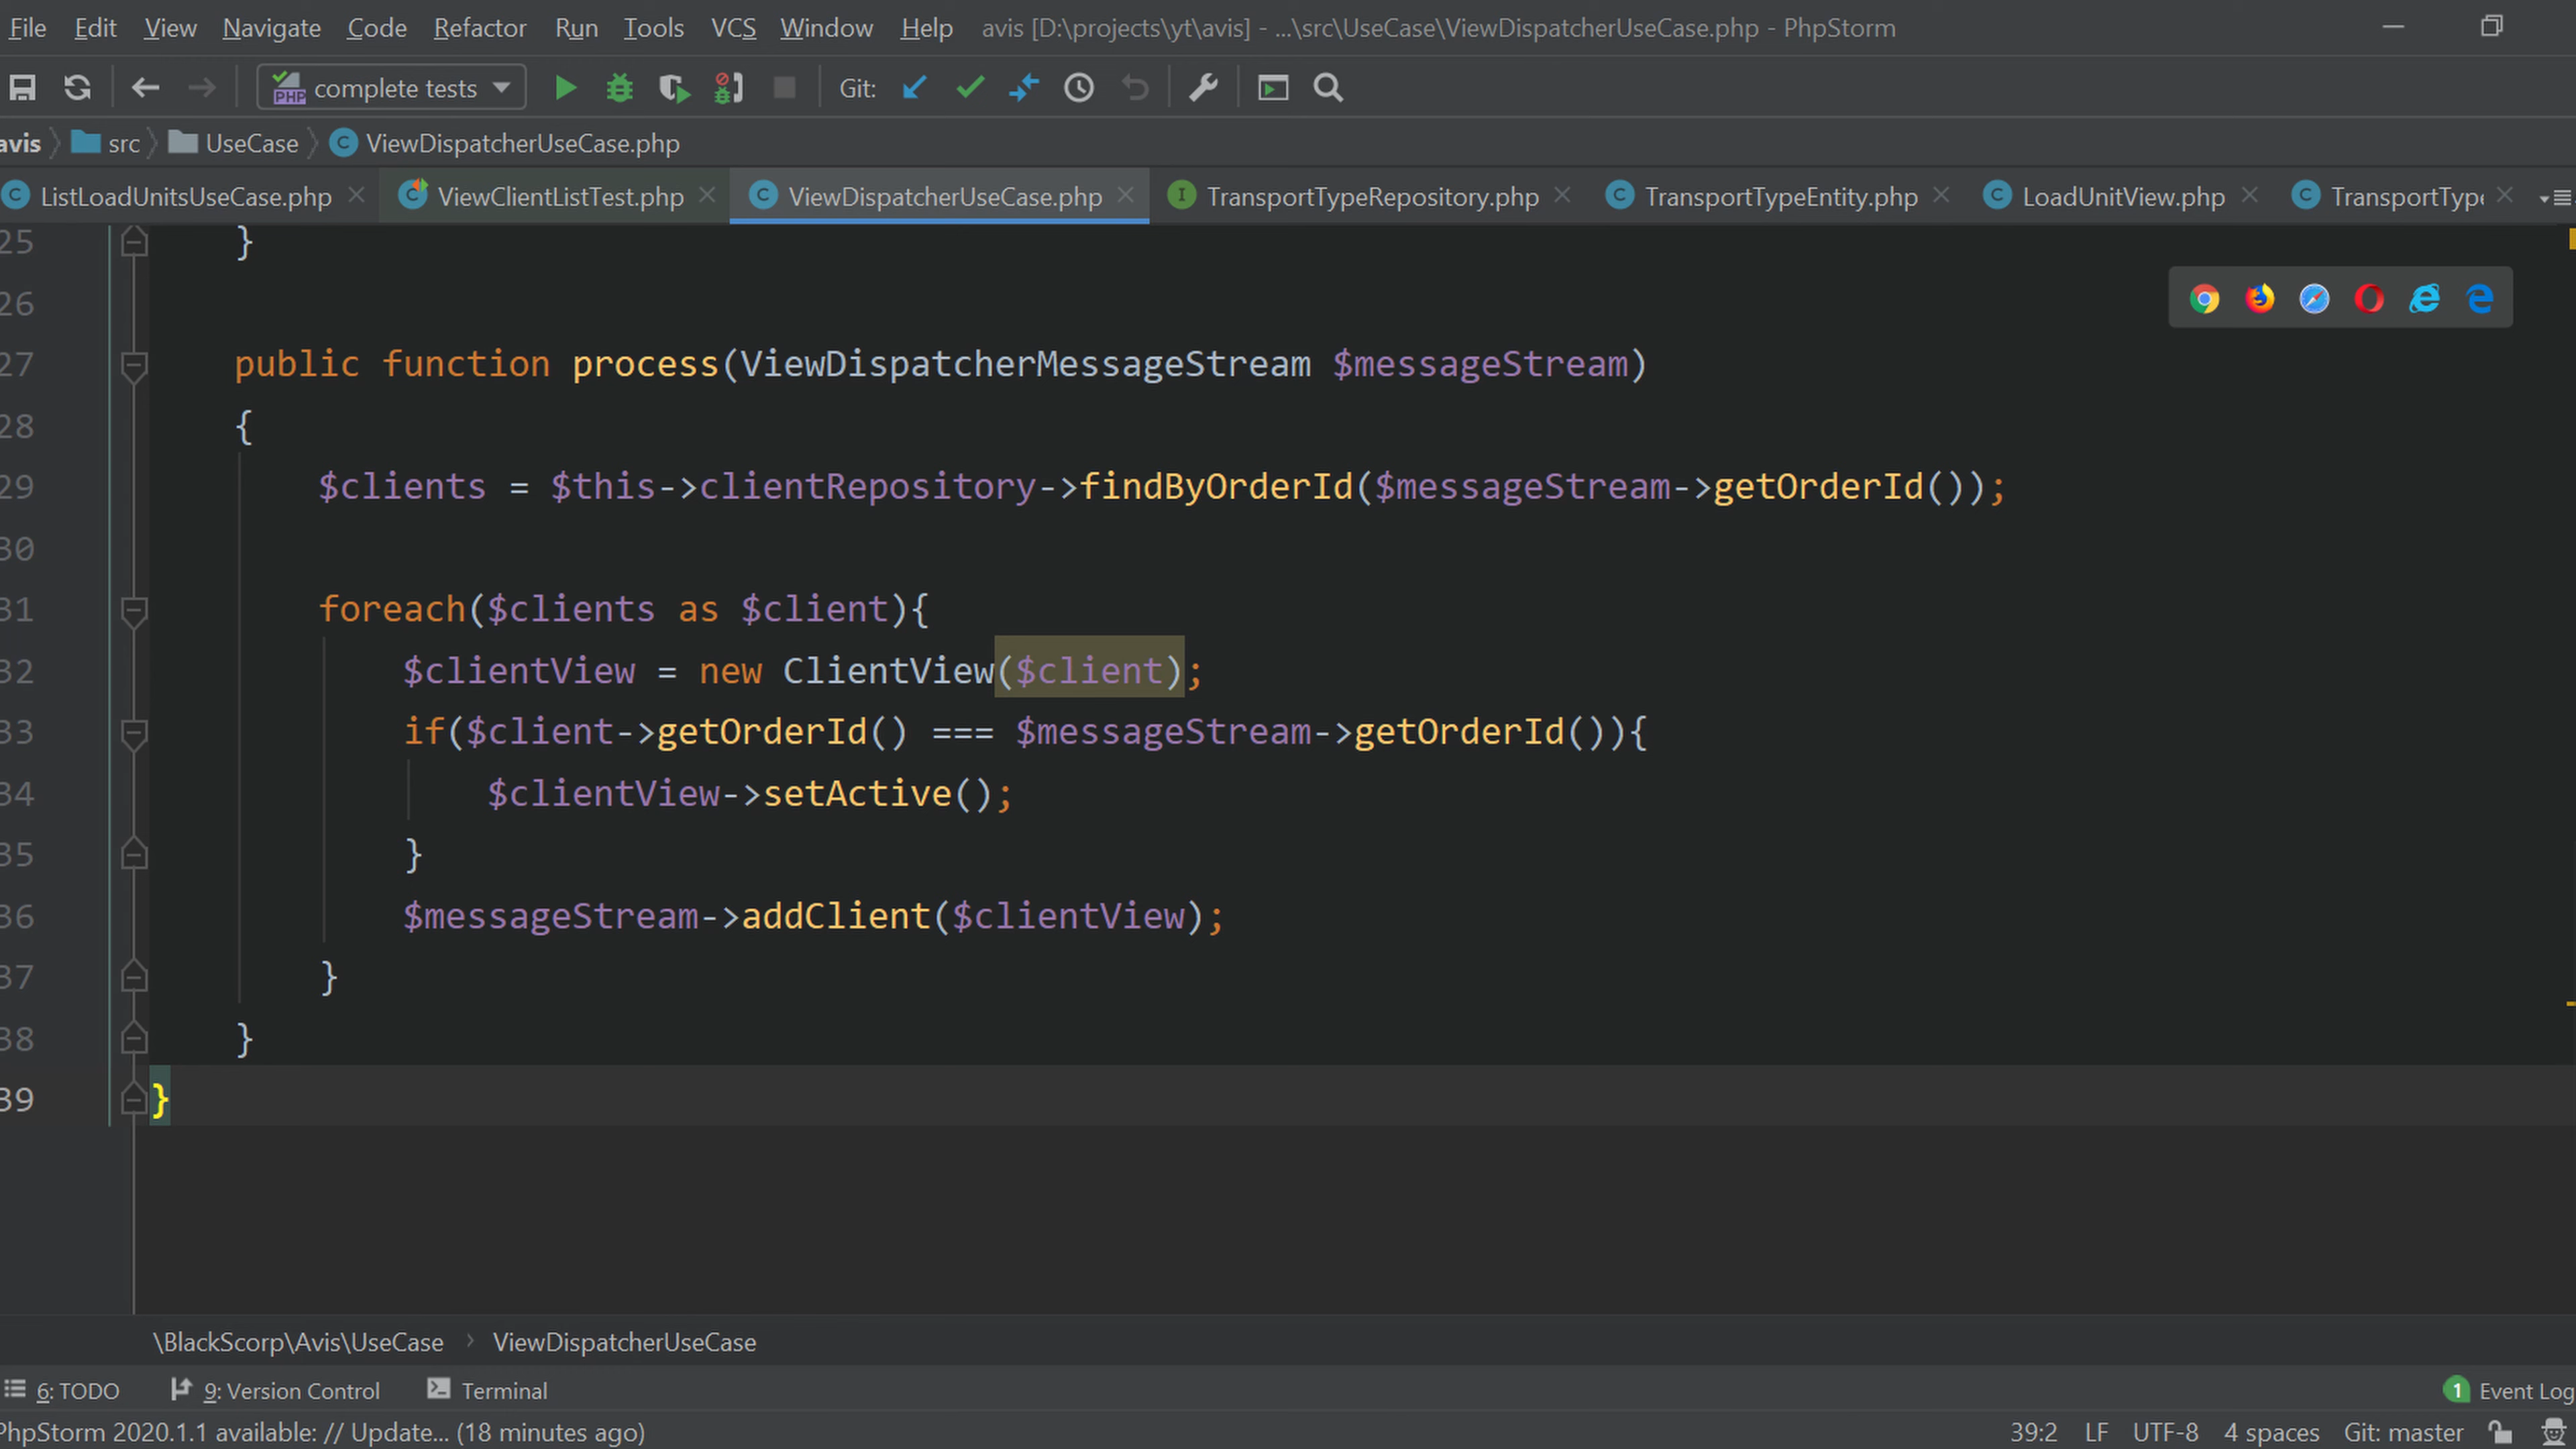 File Edit View Navigate Code Refactor Run Tools VCS Window Help avis [D:\projects\yt\avis] - ...\src\UseCase\ViewDispatcherUseCase.php - PhpStorm
PHP complete tests Git:
avis src UseCase C ViewDispatcherUseCase.php
C ListLoadUnitsUseCase.php C ViewClientListTest.php C ViewDispatcherUseCase.php I TransportTypeRepository.php C TransportTypeEntity.php C LoadUnitView.php C TransportType
25 }
26
27 public function process(ViewDispatcherMessageStream $messageStream)
28 {
29 $clients = $this->clientRepository->findByOrderId($messageStream->getOrderId());
30
31 foreach($clients as $client){
32 $clientView = new ClientView($client);
33 if($client->getOrderId() === $messageStream->getOrderId()){
34 $clientView->setActive();
35 }
36 $messageStream->addClient($clientView);
37 }
38 }
39 }
\BlackScorp\Avis\UseCase › ViewDispatcherUseCase
6: TODO 9: Version Control Terminal 1 Event Log
PhpStorm 2020.1.1 available: // Update... (18 minutes ago) 39:2 LF UTF-8 4 spaces Git: master